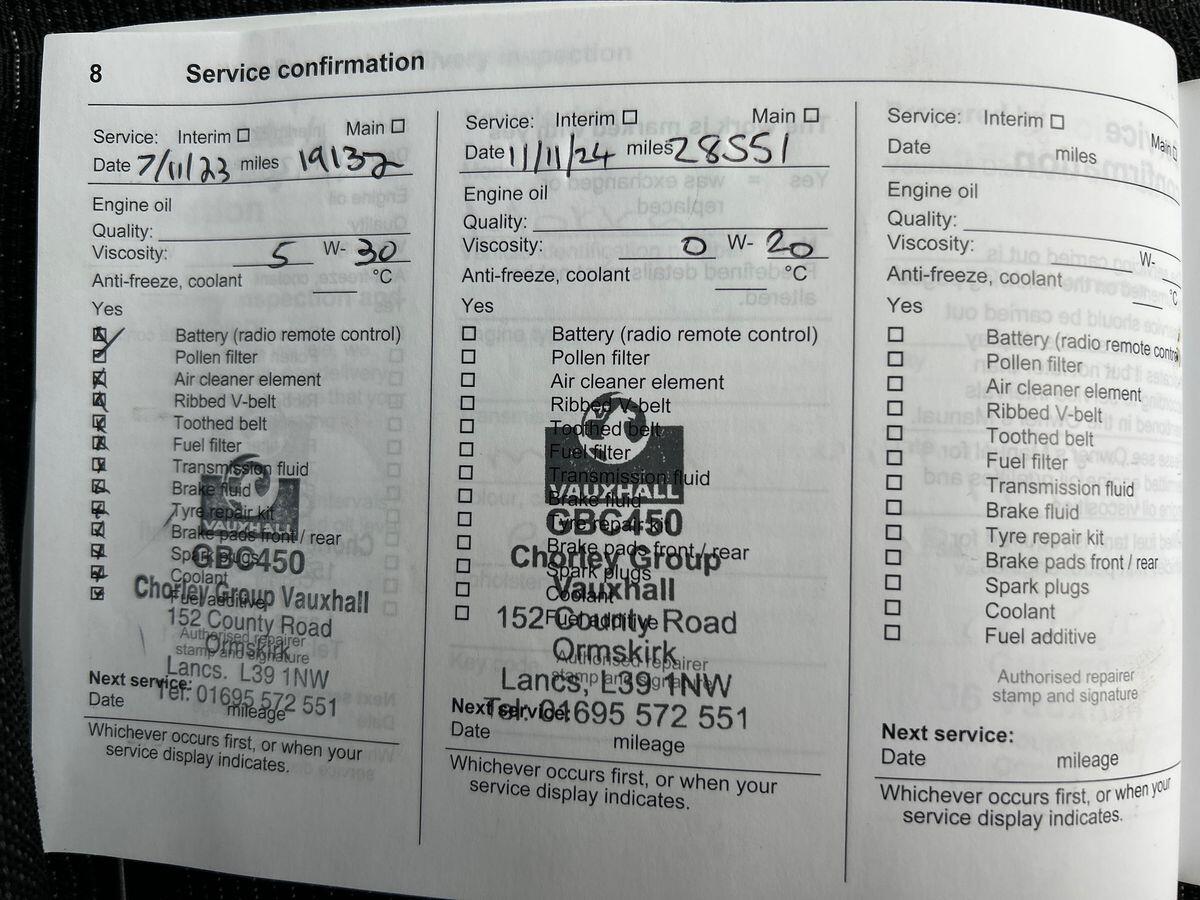 8 Service confirmation
Service: Interim ☐ Main ☐
Date 7/11/23 miles 19132
Engine oil
Quality:
Viscosity: 5 W- 30
Anti-freeze, coolant °C
Yes
Battery (radio remote control)
Pollen filter
Air cleaner element
Ribbed V-belt
Toothed belt
Fuel filter
Transmission fluid
Brake fluid
Tyre repair kit
VAUXHALL
Brake pads front / rear
Spark plugs
GBC450
Coolant
Chorley Group Vauxhall
Fuel additive
152 County Road
Authorised repairer
Ormskirk
stamp and signature
Lancs. L39 1NW
Next service:
Tel: 01695 572 551
Date mileage
Whichever occurs first, or when your
service display indicates.
Service: Interim ☐ Main ☐
Date 11/11/24 miles 28551
Engine oil
Quality:
Viscosity: 0 W- 20
Anti-freeze, coolant °C
Yes
Battery (radio remote control)
Pollen filter
Air cleaner element
Ribbed V-belt
Toothed belt
Fuel filter
Transmission fluid
VAUXHALL
Brake fluid
GBC450
Tyre repair kit
Brake pads front / rear
Chorley Group
Spark plugs
Vauxhall
Coolant
Fuel additive
152 County Road
Ormskirk
Authorised repairer
stamp and signature
Lancs, L39 1NW
Next service:
Tel: 01695 572 551
Date mileage
Whichever occurs first, or when your
service display indicates.
Service: Interim ☐ Main ☐
Date miles
Engine oil
Quality:
Viscosity: W-
Anti-freeze, coolant °C
Yes
Battery (radio remote control)
Pollen filter
Air cleaner element
Ribbed V-belt
Toothed belt
Fuel filter
Transmission fluid
Brake fluid
Tyre repair kit
Brake pads front / rear
Spark plugs
Coolant
Fuel additive
Authorised repairer
stamp and signature
Next service:
Date mileage
Whichever occurs first, or when your
service display indicates.